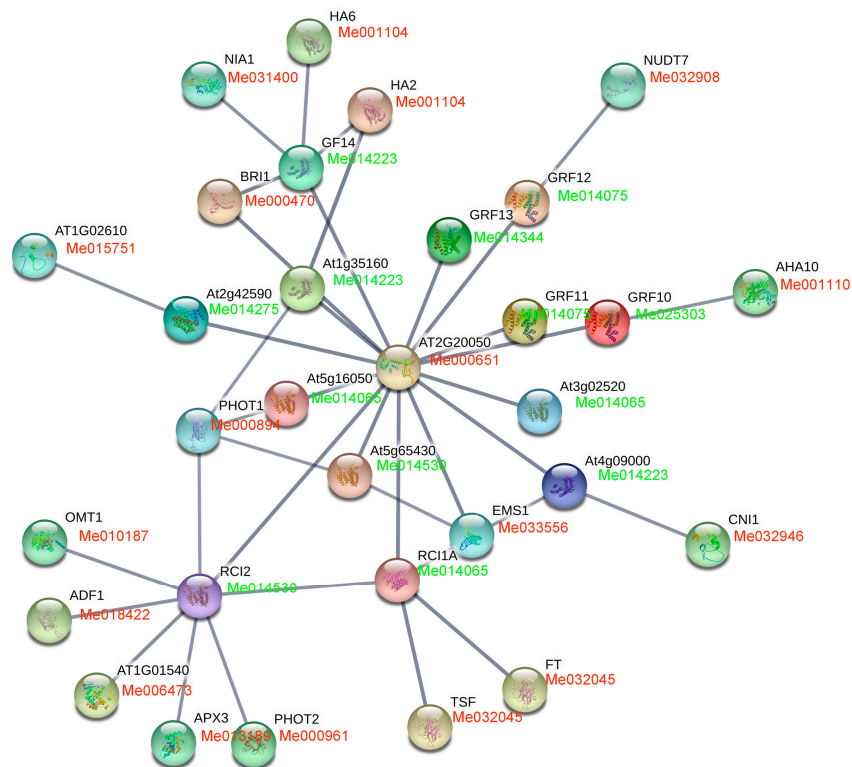 HA6
Me001104
NIA1
Me031400
NUDT7
Me032908
HA2
Me001104
GF14
Me014223
BRI1
Me000470
GRF12
Me014075
GRF13
Me014344
AT1G02610
Me015751
At1g35160
Me014223
AHA10
Me001110
At2g42590
Me014275
GRF11
Me014075
GRF10
Me025303
AT2G20050
Me000651
At5g16050
Me014065
At3g02520
Me014065
PHOT1
Me000894
At5g65430
Me014530
At4g09000
Me014223
EMS1
Me033556
CNI1
Me032946
OMT1
Me010187
RCI1A
Me014065
RCI2
Me014530
ADF1
Me018422
AT1G01540
Me006473
FT
Me032045
TSF
Me032045
APX3
Me013189
PHOT2
Me000961